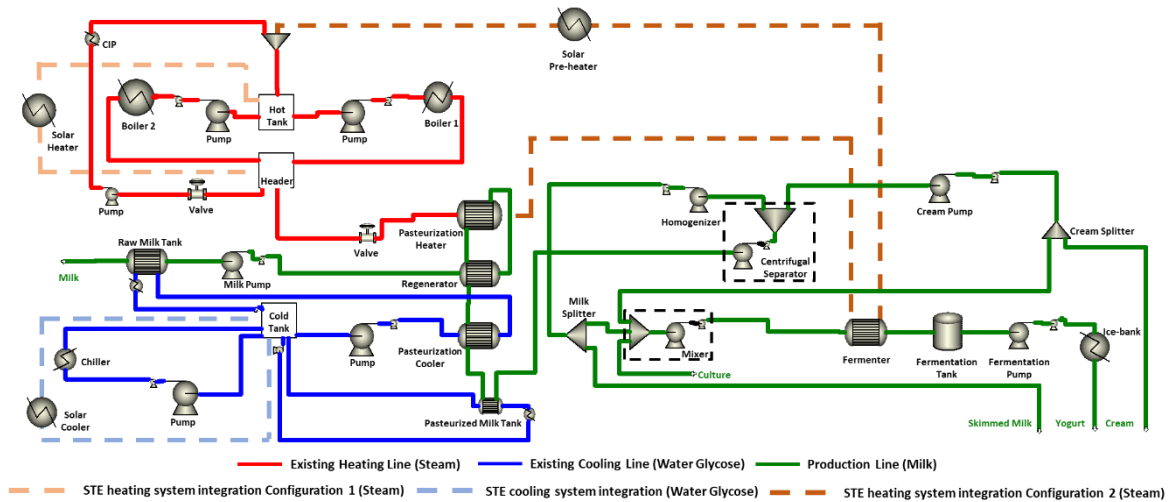 CIP
Solar
Pre-heater
Solar
Heater
Boiler 2
Pump
Hot
Tank
Pump
Boiler 1
Header
Pump
Valve
Valve
Pasteurization
Heater
Homogenizer
Centrifugal
Separator
Cream Pump
Cream Splitter
Raw Milk Tank
Milk
Milk Pump
Regenerator
Cold
Tank
Milk
Splitter
Mixer
Culture
Chiller
Pump
Pump
Pasteurization
Cooler
Fermenter
Fermentation
Tank
Fermentation
Pump
Ice-bank
Solar
Cooler
Pasteurized Milk Tank
Skimmed Milk
Yogurt
Cream
Existing Heating Line (Steam)
Existing Cooling Line (Water Glycose)
Production Line (Milk)
STE heating system integration Configuration 1 (Steam)
STE cooling system integration (Water Glycose)
STE heating system integration Configuration 2 (Steam)